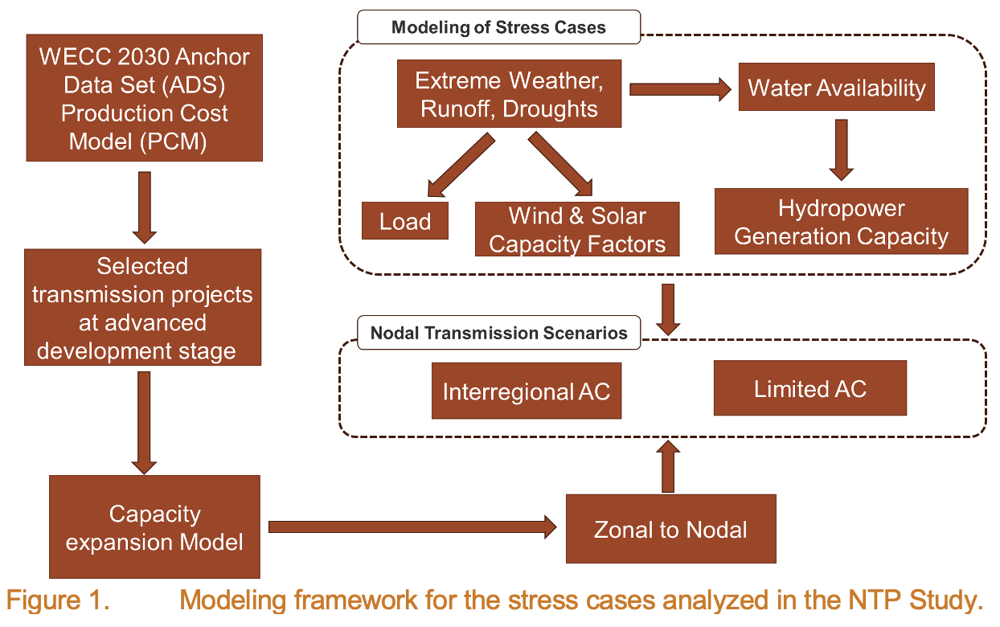 WECC 2030 Anchor
Data Set (ADS)
Production Cost
Model (PCM)
Selected
transmission projects
at advanced
development stage
Capacity
expansion Model
Modeling of Stress Cases
Extreme Weather,
Runoff, Droughts
Water Availability
Load
Wind & Solar
Capacity Factors
Hydropower
Generation Capacity
Nodal Transmission Scenarios
Interregional AC
Limited AC
Zonal to Nodal
Figure 1. Modeling framework for the stress cases analyzed in the NTP Study.